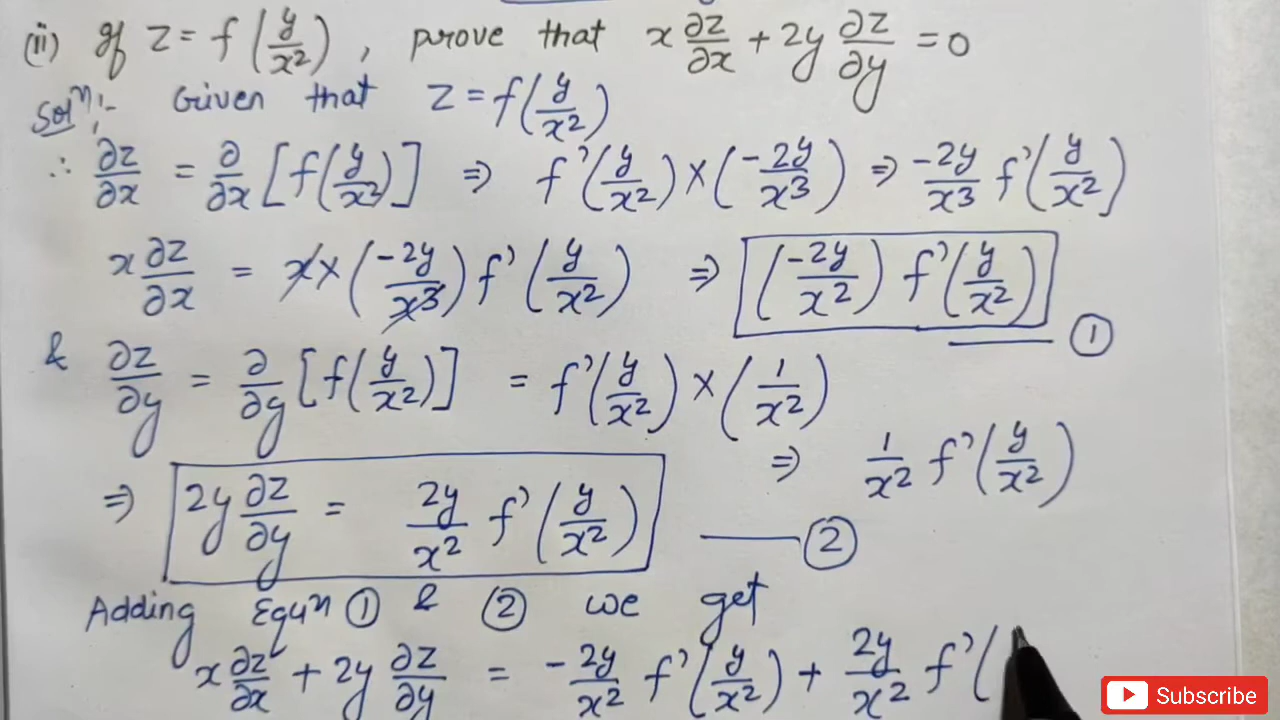 (ii) If z = f(y/x²), prove that x ∂z/∂x + 2y ∂z/∂y = 0
Solⁿ:- Given that z = f(y/x²)
∴ ∂z/∂x = ∂/∂x [f(y/x²)] ⇒ f'(y/x²) × (-2y/x³) ⇒ -2y/x³ f'(y/x²)
x ∂z/∂x = x × (-2y/x³) f'(y/x²) ⇒ (-2y/x²) f'(y/x²) —— ①
& ∂z/∂y = ∂/∂y [f(y/x²)] = f'(y/x²) × (1/x²)
⇒ 1/x² f'(y/x²)
⇒ 2y ∂z/∂y = 2y/x² f'(y/x²) —— ②
Adding Equⁿ ① & ② we get
x ∂z/∂x + 2y ∂z/∂y = -2y/x² f'(y/x²) + 2y/x² f'(
Subscribe